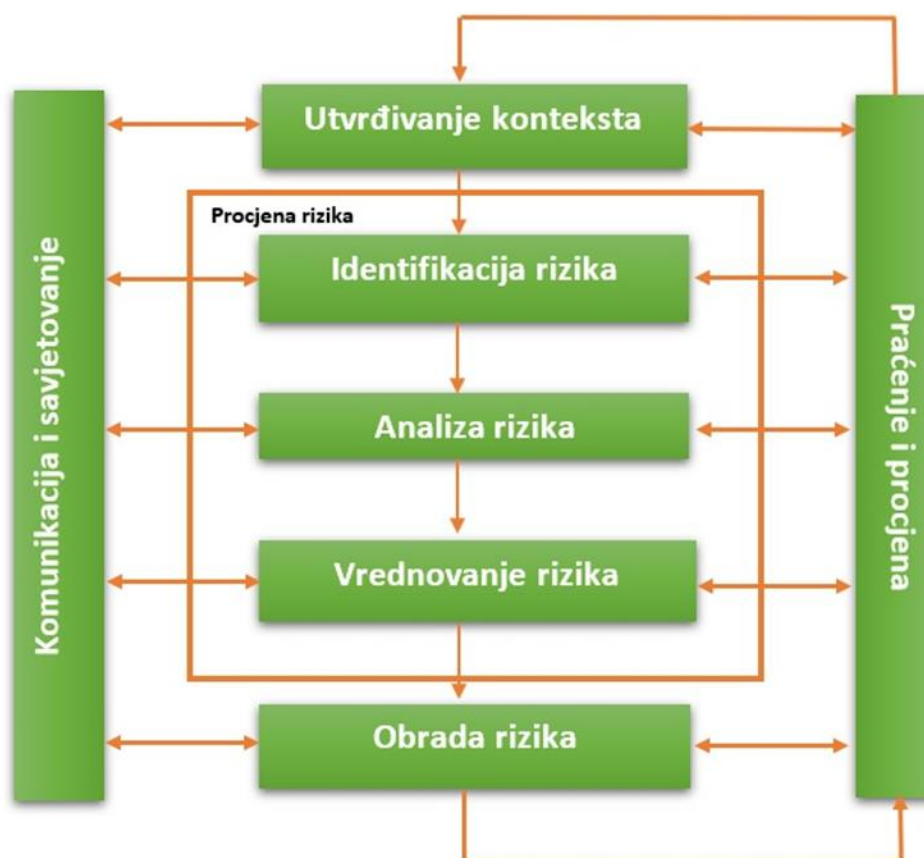 Utvrđivanje konteksta
Procjena rizika
Identifikacija rizika
Analiza rizika
Vrednovanje rizika
Obrada rizika
Komunikacija i savjetovanje
Praćenje i procjena